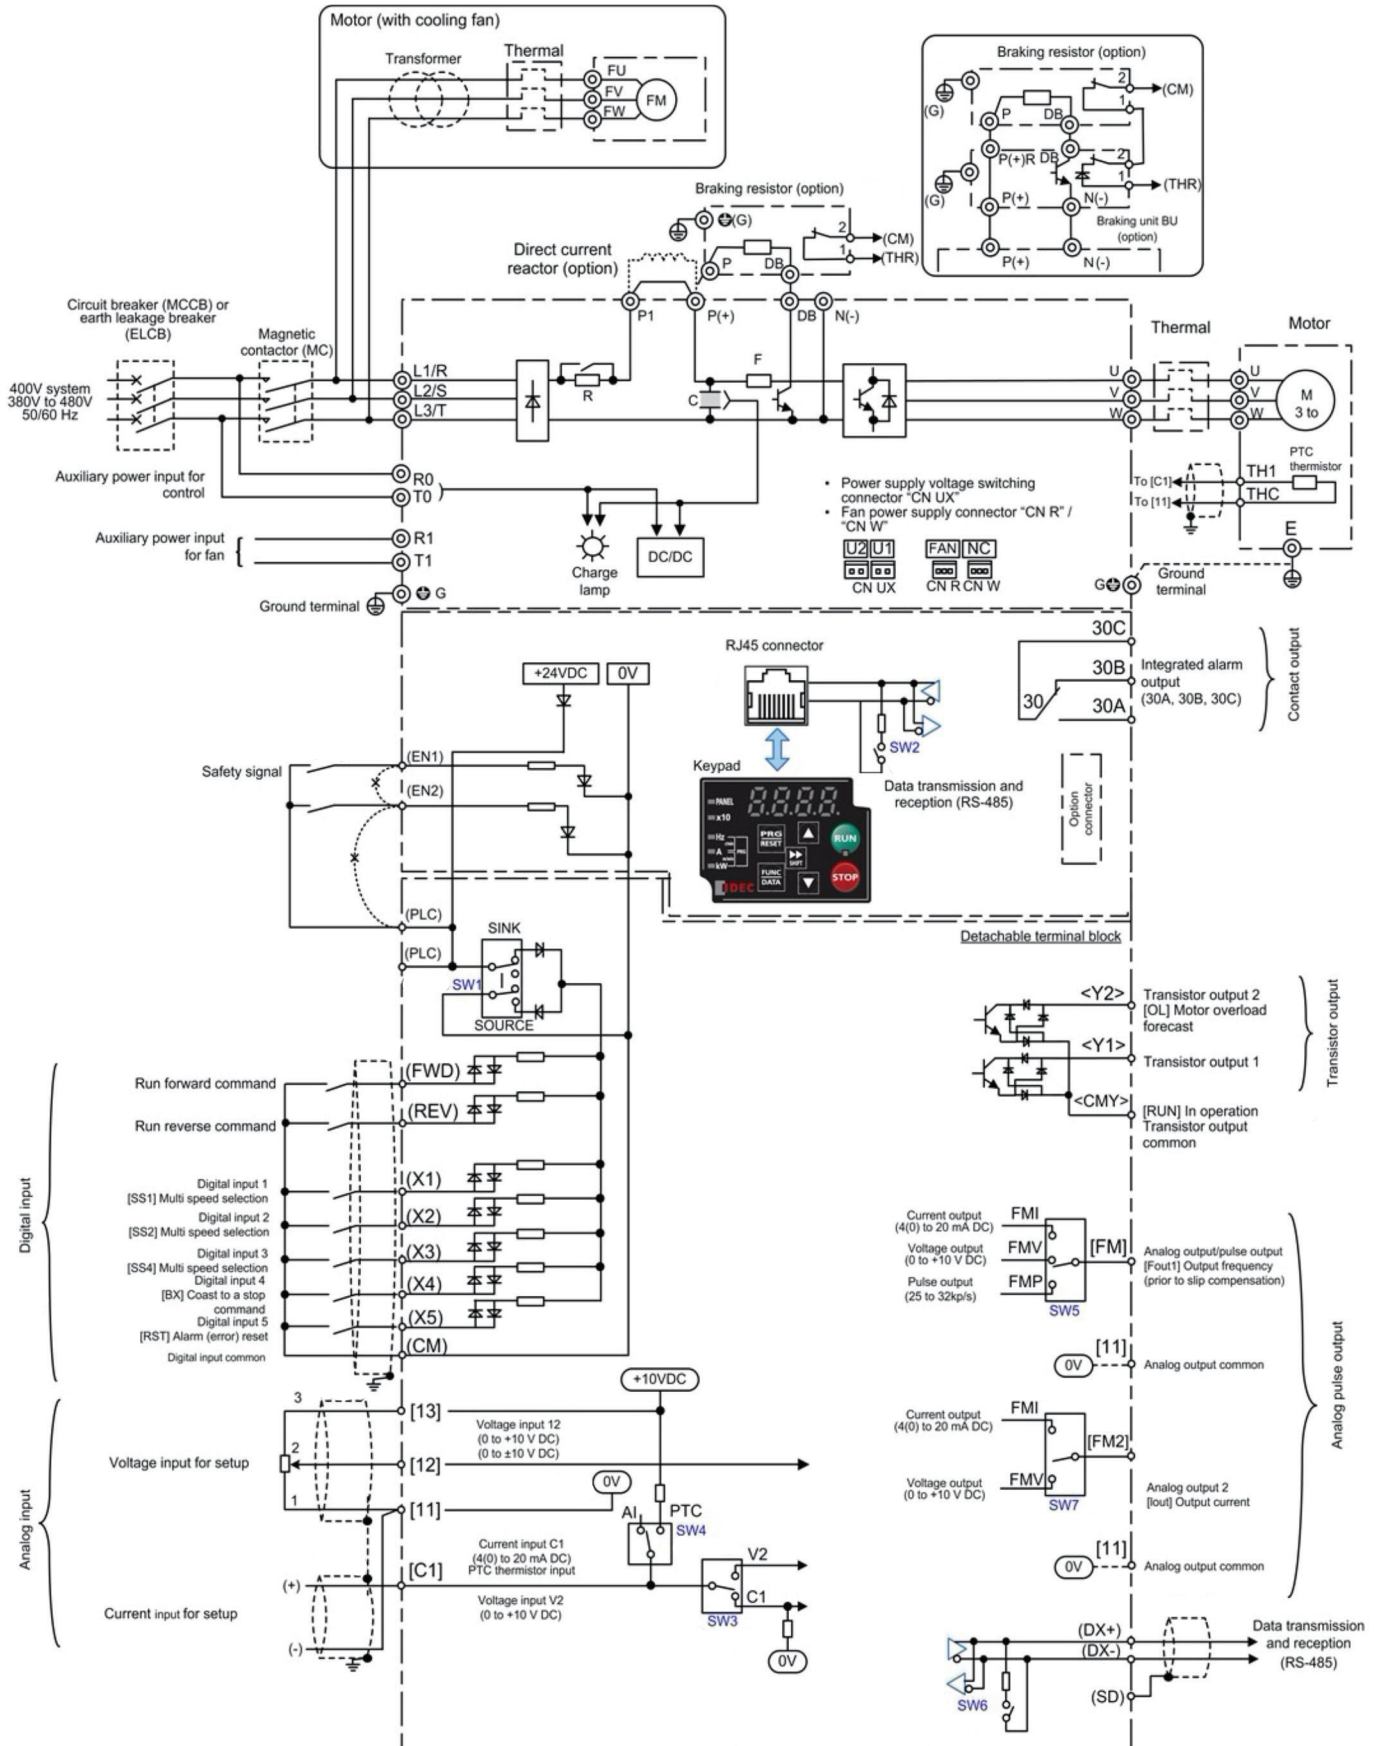 Motor (with cooling fan)
Transformer
Thermal
FU
FV
FW
FM
Braking resistor (option)
(G)
P
DB
2
1
(CM)
P(+)R
DB
2
1
(THR)
(G)
P(+)
N(-)
Braking unit BU
(option)
P(+)
N(-)
Braking resistor (option)
(G)
P
DB
2
1
(CM)
(THR)
Direct current
reactor (option)
P1
P(+)
DB
N(-)
Circuit breaker (MCCB) or
earth leakage breaker
(ELCB)
Magnetic
contactor (MC)
400V system
380V to 480V
50/60 Hz
L1/R
L2/S
L3/T
R
C
F
U
V
W
Thermal
Motor
U
V
W
M
3 to
Auxiliary power input for
control
R0
T0
Auxiliary power input
for fan
R1
T1
Ground terminal
G
Charge
lamp
DC/DC
• Power supply voltage switching
connector “CN UX”
• Fan power supply connector “CN R” /
“CN W”
U2
U1
FAN
NC
CN UX
CN R
CN W
PTC
thermistor
To [C1]
To [11]
TH1
THC
E
G
Ground
terminal
RJ45 connector
SW2
Keypad
Data transmission and
reception (RS-485)
PANEL
x10
Hz
A
kW
PRG
PRG
RESET
FUNC
DATA
SHIFT
RUN
STOP
IDEC
30C
30B
30A
30
Integrated alarm
output
(30A, 30B, 30C)
Contact output
Option
connector
+24VDC
0V
Safety signal
(EN1)
(EN2)
(PLC)
(PLC)
SINK
SW1
SOURCE
Detachable terminal block
<Y2>
Transistor output 2
[OL] Motor overload
forecast
<Y1>
Transistor output 1
<CMY>
[RUN] In operation
Transistor output
common
Transistor output
Digital input
Run forward command
(FWD)
Run reverse command
(REV)
Digital input 1
[SS1] Multi speed selection
(X1)
Digital input 2
[SS2] Multi speed selection
(X2)
Digital input 3
[SS4] Multi speed selection
(X3)
Digital input 4
[BX] Coast to a stop
command
(X4)
Digital input 5
[RST] Alarm (error) reset
(X5)
Digital input common
(CM)
Current output
(4(0) to 20 mA DC)
FMI
Voltage output
(0 to +10 V DC)
FMV
Pulse output
(25 to 32kp/s)
FMP
SW5
[FM]
Analog output/pulse output
[Fout1] Output frequency
(prior to slip compensation)
[11]
0V
Analog output common
Current output
(4(0) to 20 mA DC)
FMI
Voltage output
(0 to +10 V DC)
FMV
SW7
[FM2]
Analog output 2
[Iout] Output current
[11]
0V
Analog output common
Analog pulse output
Analog input
Voltage input for setup
3
2
1
[13]
[12]
[11]
+10VDC
Voltage input 12
(0 to +10 V DC)
(0 to ±10 V DC)
0V
AI
PTC
SW4
Current input for setup
(+)
(-)
[C1]
Current input C1
(4(0) to 20 mA DC)
PTC thermistor input
Voltage input V2
(0 to +10 V DC)
V2
C1
SW3
0V
(DX+)
(DX-)
(SD)
SW6
Data transmission
and reception
(RS-485)